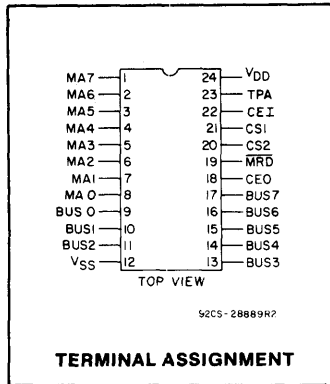 MA7 1 24 VDD
MA6 2 23 TPA
MA5 3 22 CEI
MA4 4 21 CS1
MA3 5 20 CS2
MA2 6 19 MRD
MA1 7 18 CEO
MA 0 8 17 BUS7
BUS 0 9 16 BUS6
BUS1 10 15 BUS5
BUS2 11 14 BUS4
VSS 12 13 BUS3
TOP VIEW
92CS-28889R2
TERMINAL ASSIGNMENT